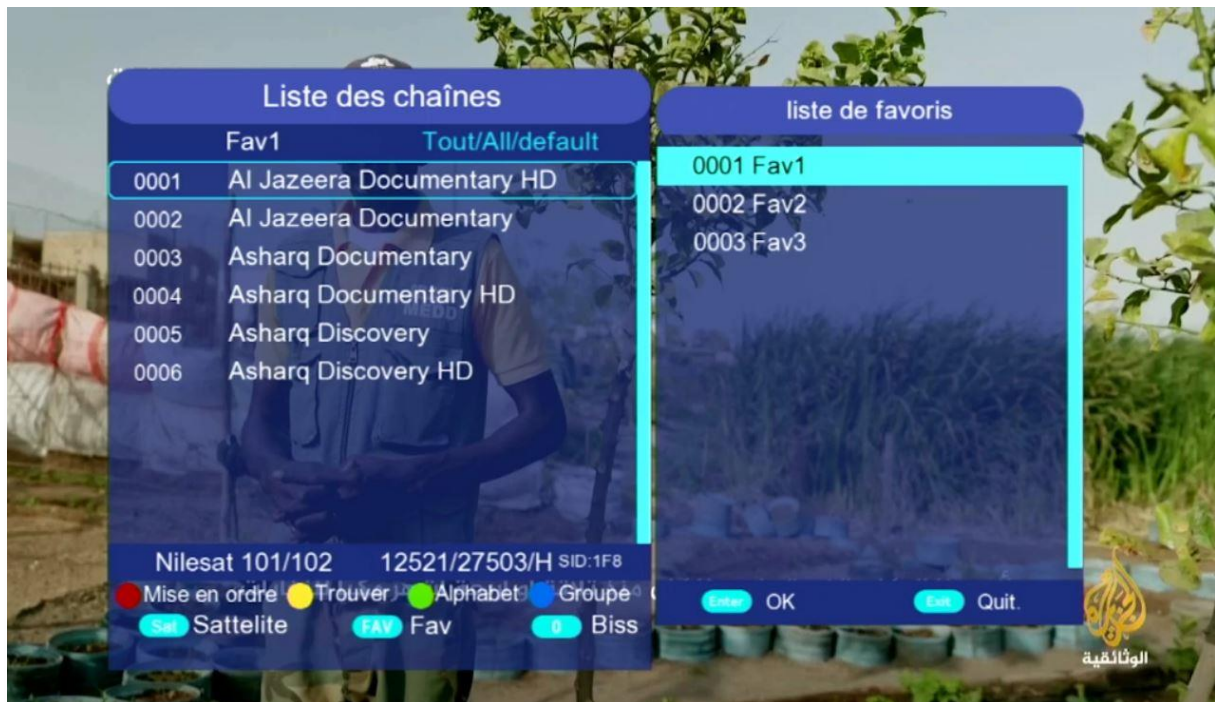 Liste des chaînes
Fav1 Tout/All/default
0001 Al Jazeera Documentary HD
0002 Al Jazeera Documentary
0003 Asharq Documentary
0004 Asharq Documentary HD
0005 Asharq Discovery
0006 Asharq Discovery HD
Nilesat 101/102 12521/27503/H SID:1F8
Mise en ordre Trouver Alphabet Groupe
Sat Sattelite FAV Fav 0 Biss
liste de favoris
0001 Fav1
0002 Fav2
0003 Fav3
Enter OK Exit Quit.
MEDD
الوثائقية